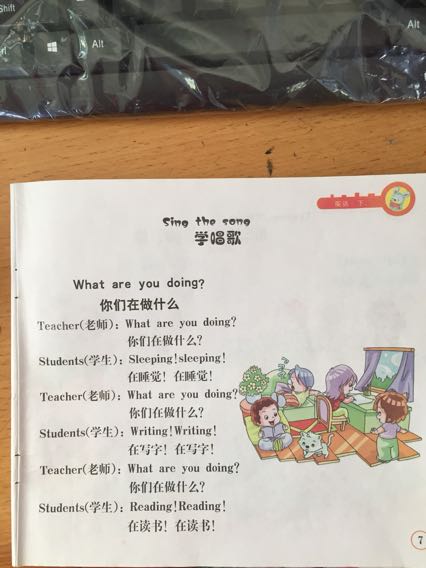 Shift
Alt
Alt
英语·下
Sing the song
学唱歌
What are you doing?
你们在做什么
Teacher(老师)：What are you doing?
你们在做什么?
Students(学生)：Sleeping!sleeping!
在睡觉！在睡觉!
Teacher(老师)：What are you doing?
你们在做什么?
Students(学生)：Writing!Writing!
在写字！在写字!
Teacher(老师)：What are you doing?
你们在做什么?
Students(学生)：Reading!Reading!
在读书！在读书!
7